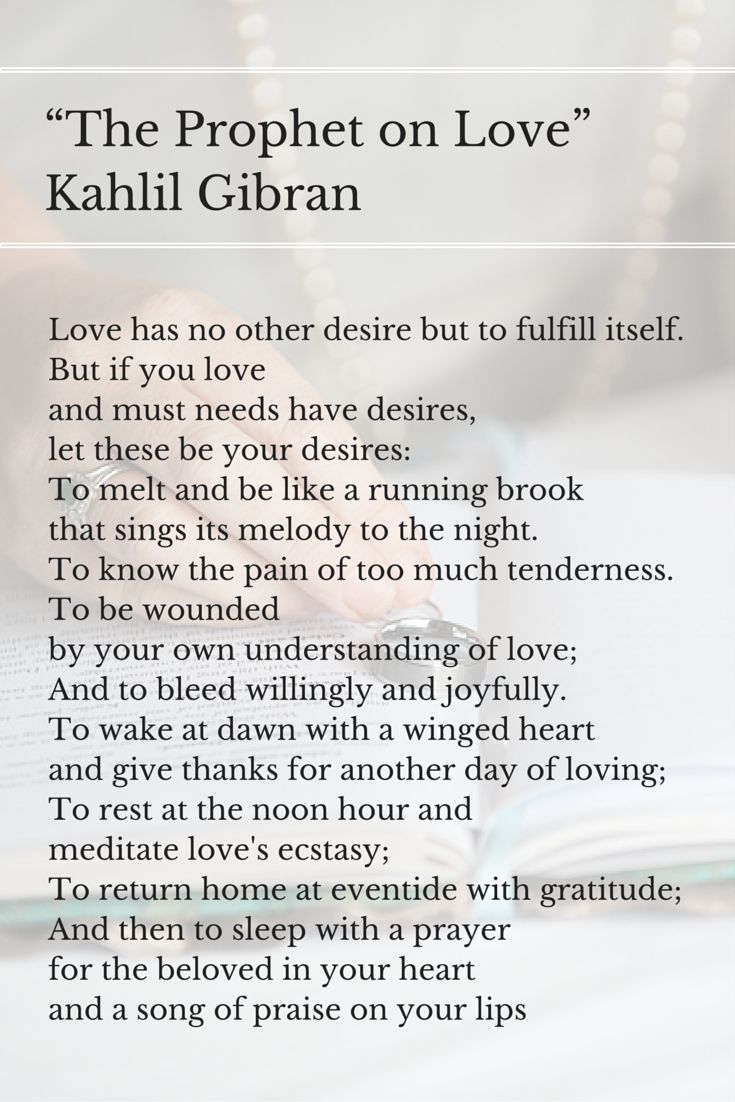 “The Prophet on Love”
Kahlil Gibran
Love has no other desire but to fulfill itself.
But if you love
and must needs have desires,
let these be your desires:
To melt and be like a running brook
that sings its melody to the night.
To know the pain of too much tenderness.
To be wounded
by your own understanding of love;
And to bleed willingly and joyfully.
To wake at dawn with a winged heart
and give thanks for another day of loving;
To rest at the noon hour and
meditate love's ecstasy;
To return home at eventide with gratitude;
And then to sleep with a prayer
for the beloved in your heart
and a song of praise on your lips